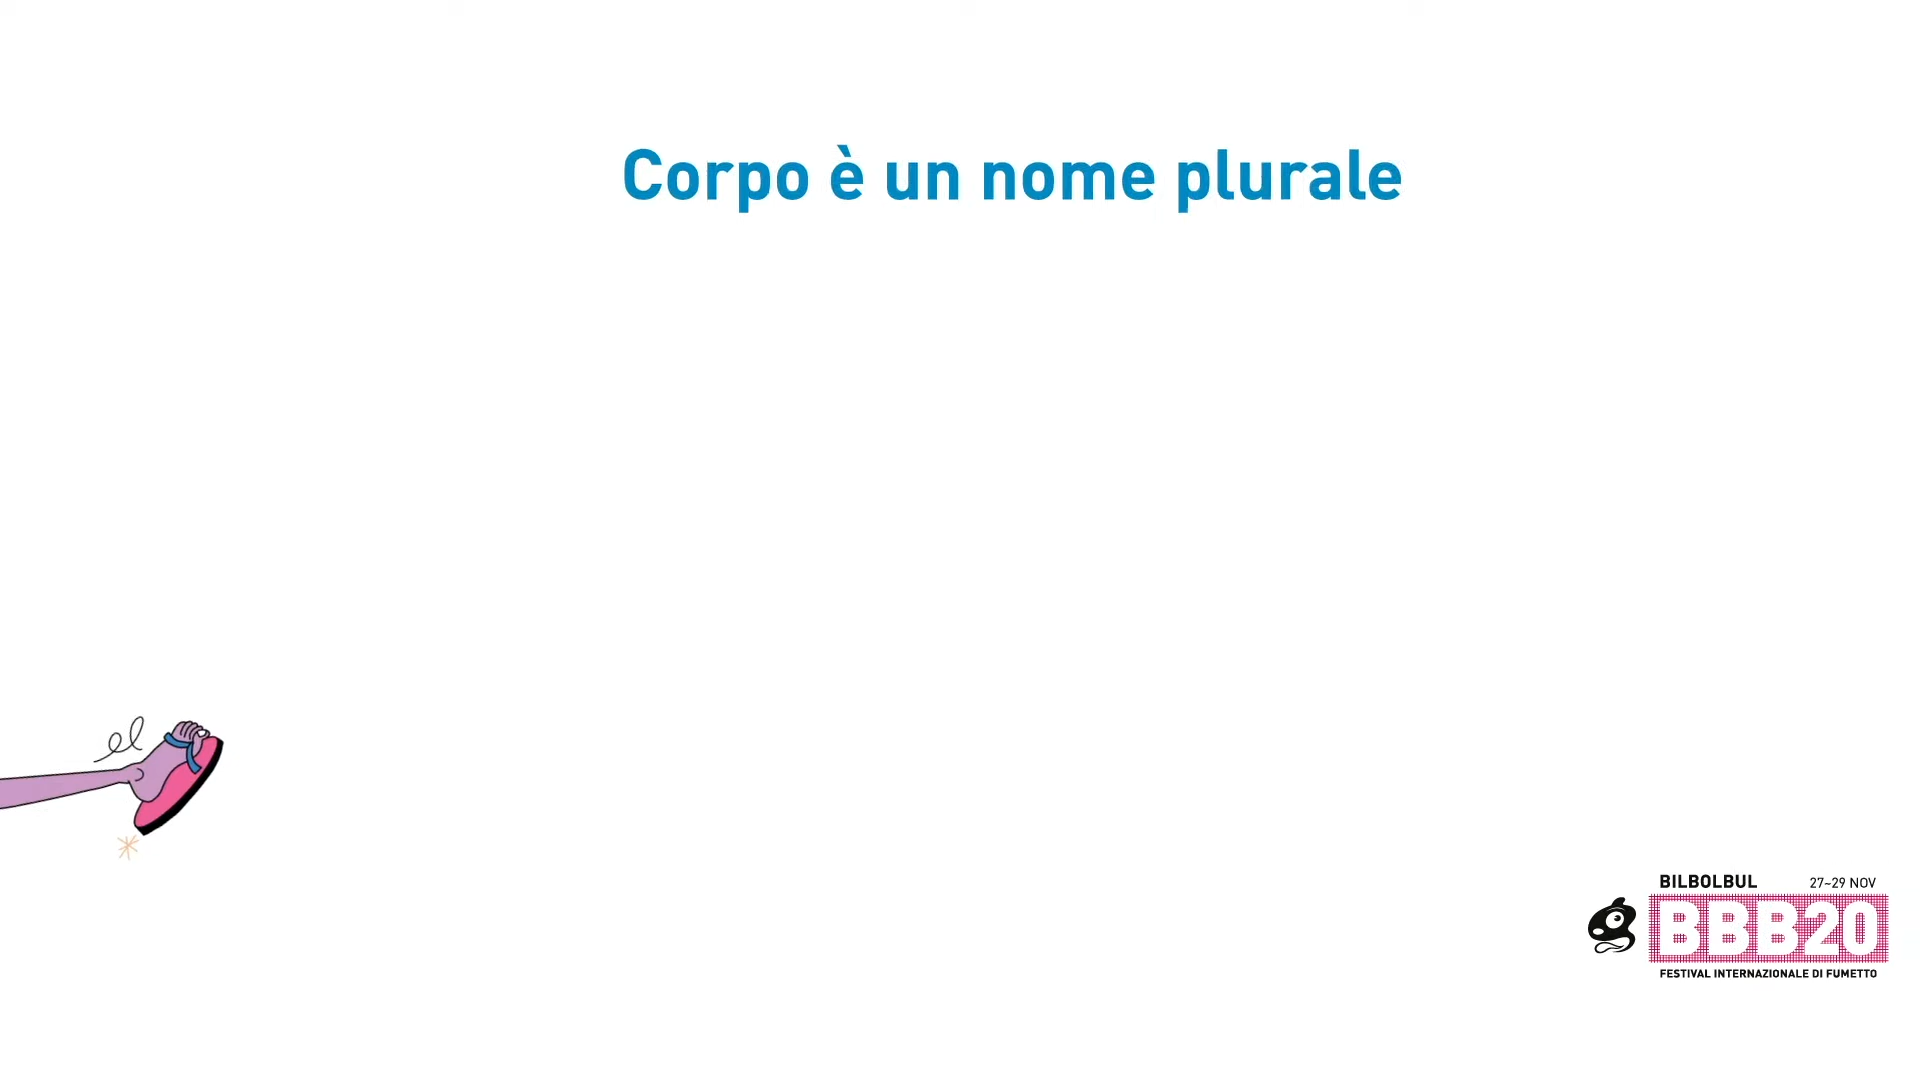 Corpo è un nome plurale
BILBOLBUL 27~29 NOV
BBB20
FESTIVAL INTERNAZIONALE DI FUMETTO